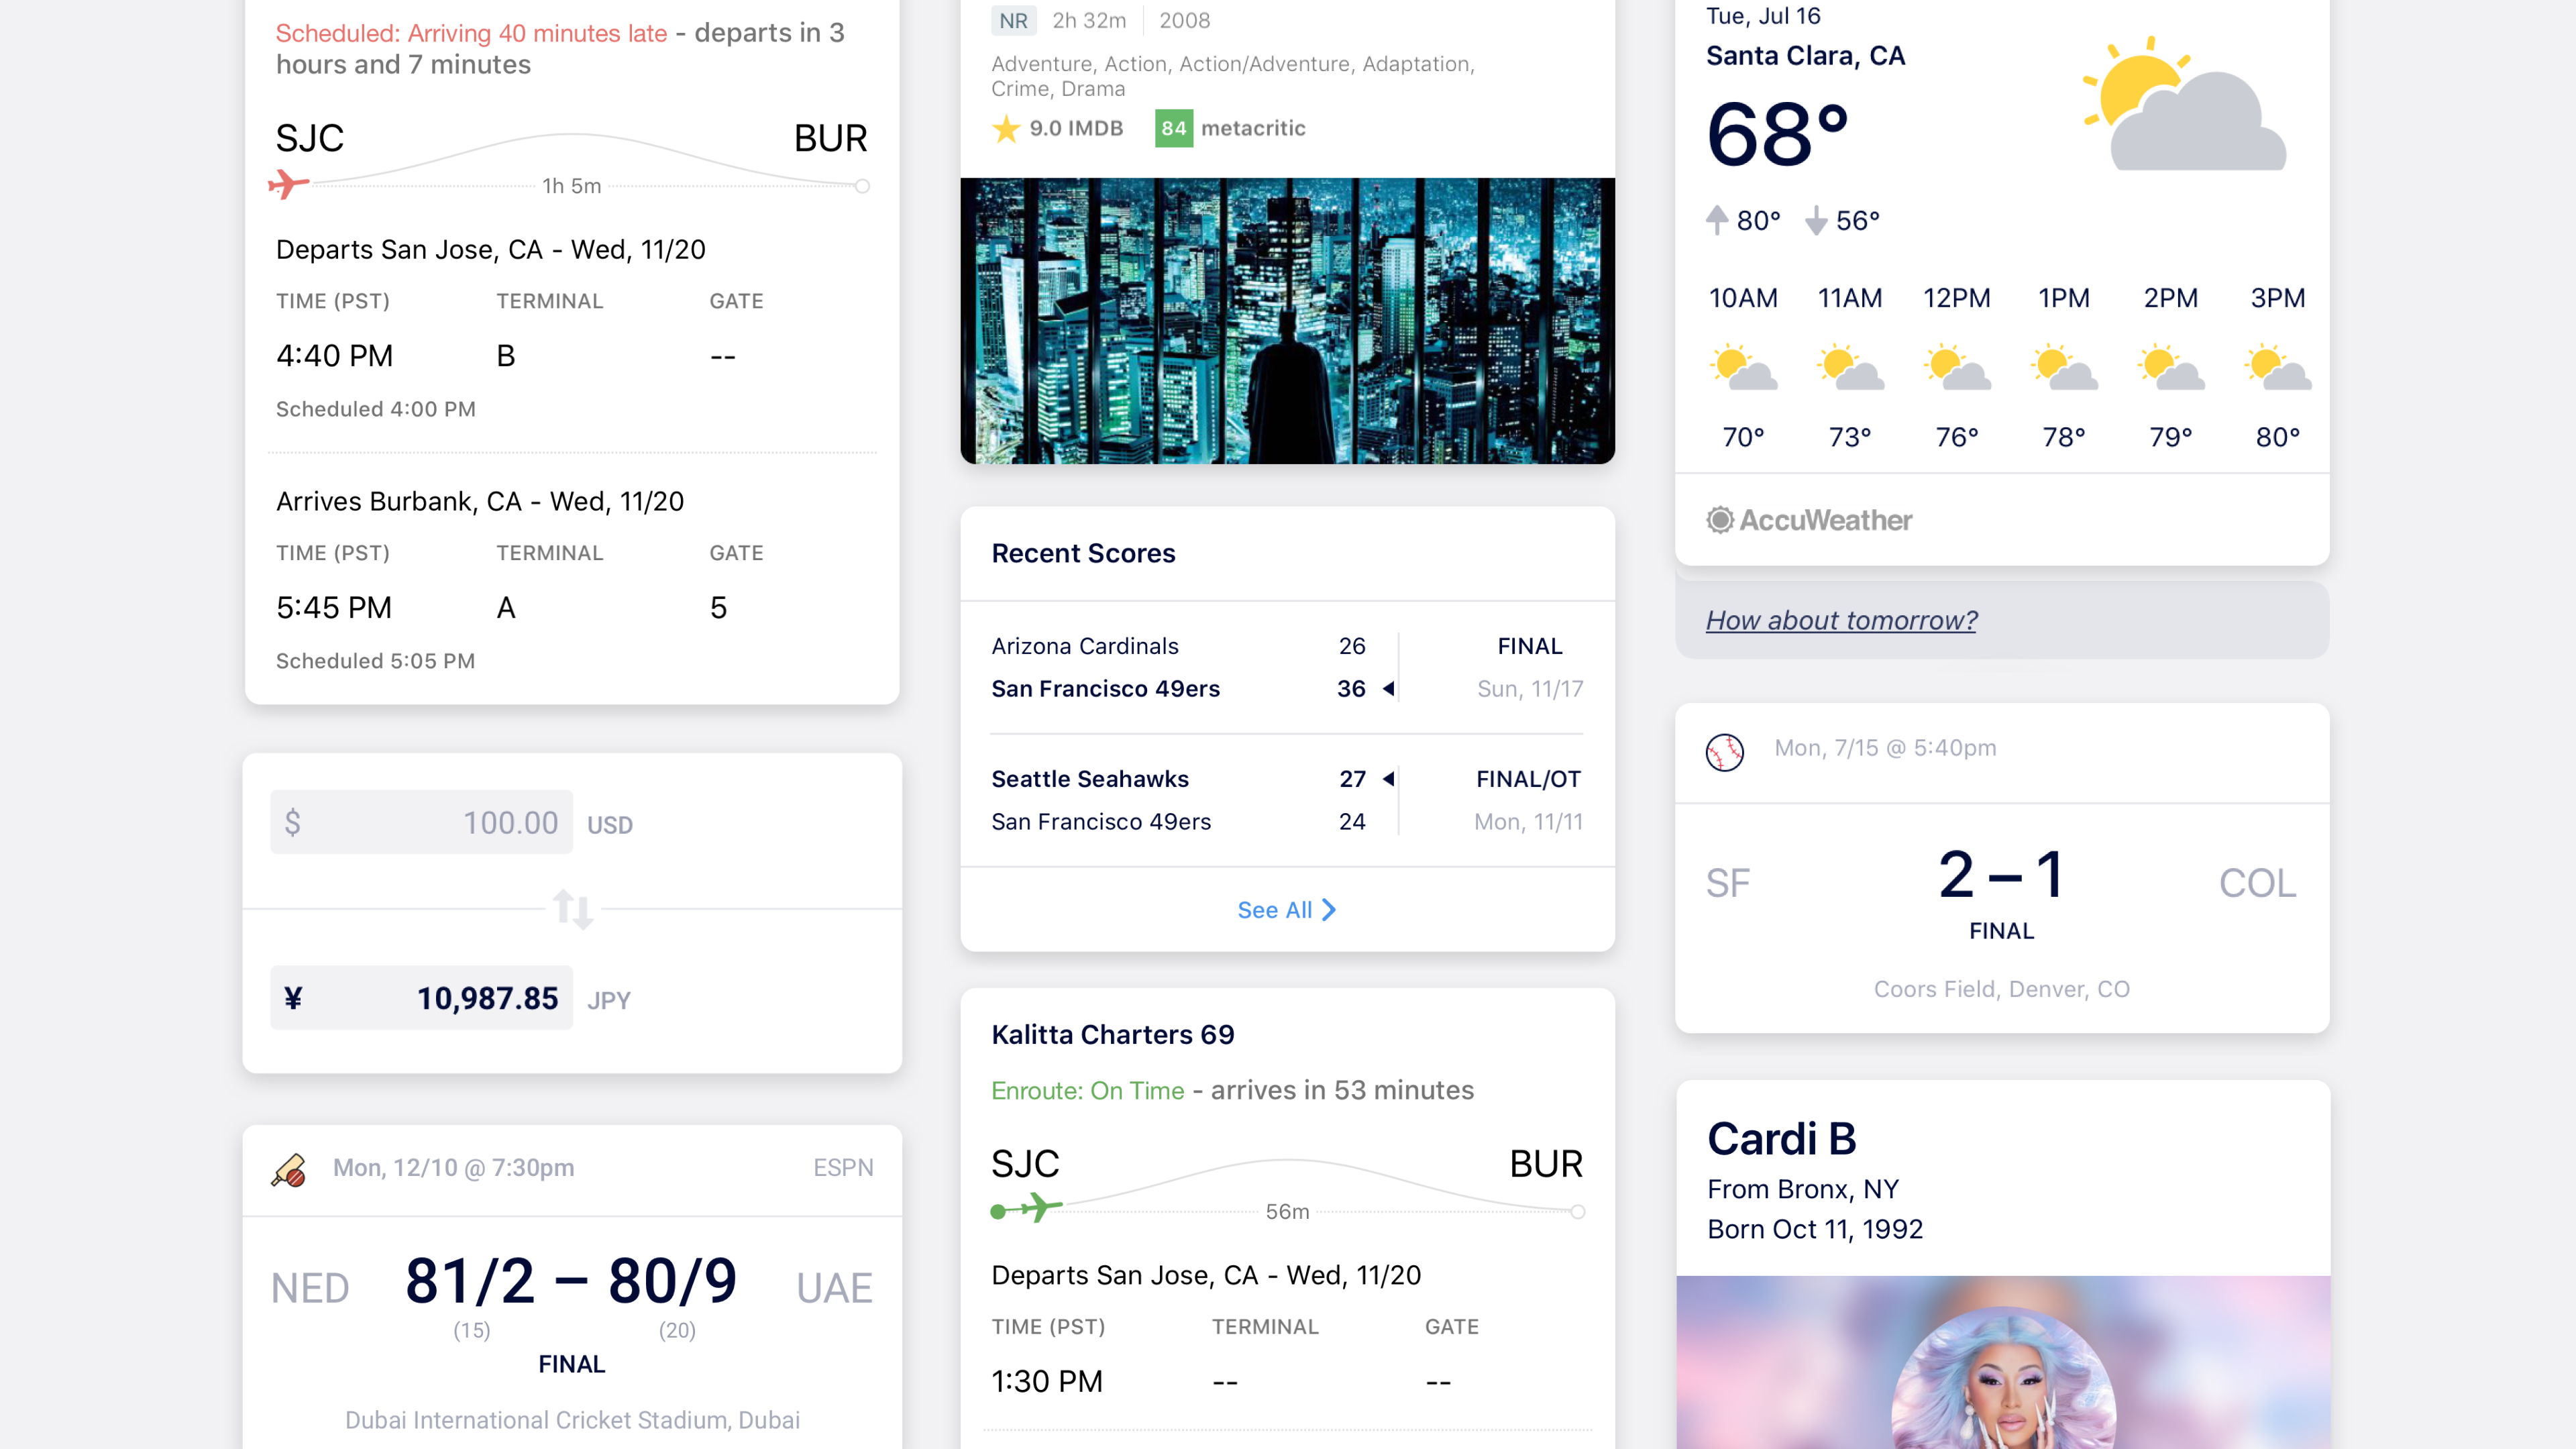 Scheduled: Arriving 40 minutes late - departs in 3
hours and 7 minutes
SJC
BUR
1h 5m
Departs San Jose, CA - Wed, 11/20
TIME (PST) TERMINAL GATE
4:40 PM B --
Scheduled 4:00 PM
Arrives Burbank, CA - Wed, 11/20
TIME (PST) TERMINAL GATE
5:45 PM A 5
Scheduled 5:05 PM
$ 100.00 USD
¥ 10,987.85 JPY
Mon, 12/10 @ 7:30pm ESPN
NED 81/2 – 80/9 UAE
(15) (20)
FINAL
Dubai International Cricket Stadium, Dubai
NR 2h 32m 2008
Adventure, Action, Action/Adventure, Adaptation,
Crime, Drama
9.0 IMDB 84 metacritic
Recent Scores
Arizona Cardinals 26 FINAL
San Francisco 49ers 36 Sun, 11/17
Seattle Seahawks 27 FINAL/OT
San Francisco 49ers 24 Mon, 11/11
See All
Kalitta Charters 69
Enroute: On Time - arrives in 53 minutes
SJC
BUR
56m
Departs San Jose, CA - Wed, 11/20
TIME (PST) TERMINAL GATE
1:30 PM -- --
Tue, Jul 16
Santa Clara, CA
68°
80° 56°
10AM 11AM 12PM 1PM 2PM 3PM
70° 73° 76° 78° 79° 80°
AccuWeather
How about tomorrow?
Mon, 7/15 @ 5:40pm
SF 2 – 1 COL
FINAL
Coors Field, Denver, CO
Cardi B
From Bronx, NY
Born Oct 11, 1992